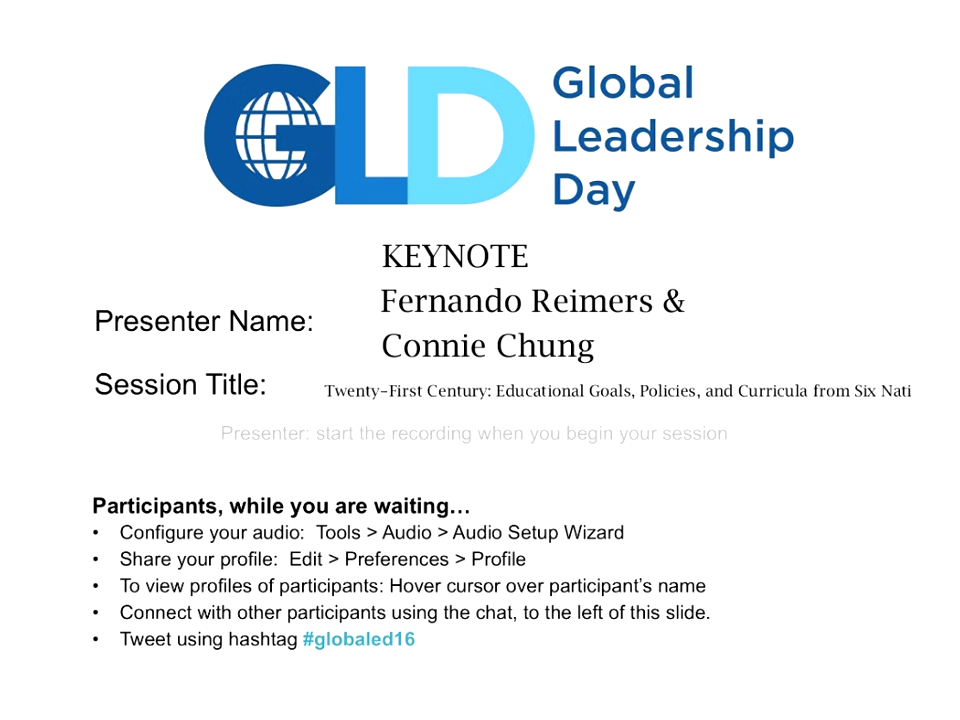 GLD
Global
Leadership
Day
KEYNOTE
Fernando Reimers &
Connie Chung
Presenter Name:
Session Title:
Twenty-First Century: Educational Goals, Policies, and Curricula from Six Nati
Presenter: start the recording when you begin your session
Participants, while you are waiting…
• Configure your audio: Tools > Audio > Audio Setup Wizard
• Share your profile: Edit > Preferences > Profile
• To view profiles of participants: Hover cursor over participant’s name
• Connect with other participants using the chat, to the left of this slide.
• Tweet using hashtag #globaled16